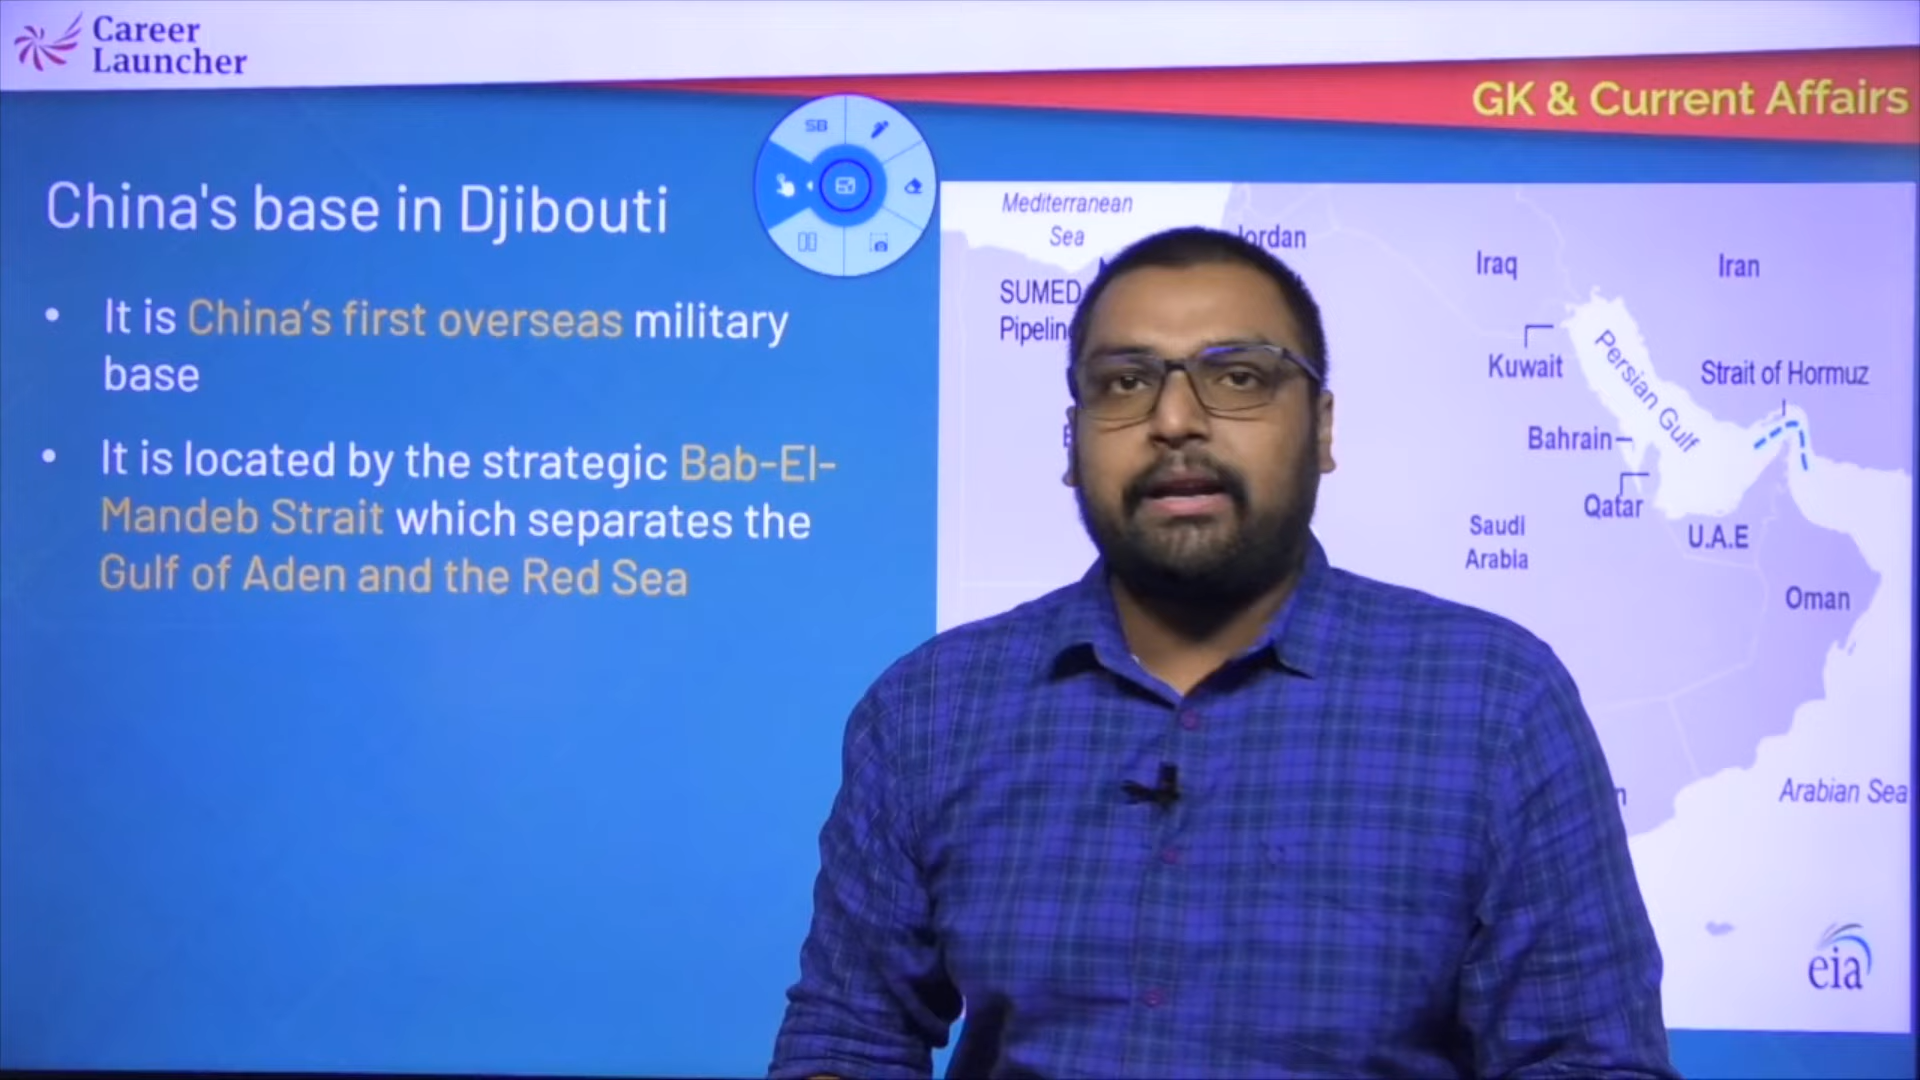 Career
Launcher
GK & Current Affairs
SB
China's base in Djibouti
• It is China's first overseas military
base
• It is located by the strategic Bab-El-
Mandeb Strait which separates the
Gulf of Aden and the Red Sea
Mediterranean
Sea
Jordan
Iraq
Iran
SUMED
Kuwait
Persian Gulf
Strait of Hormuz
Bahrain
Qatar
Saudi
Arabia
U.A.E
Oman
Arabian Sea
eia